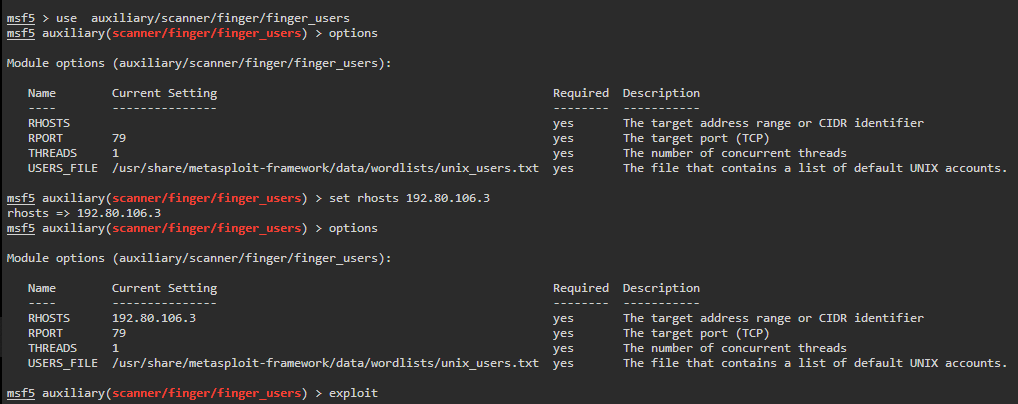 msf5 > use  auxiliary/scanner/finger/finger_users
msf5 auxiliary(scanner/finger/finger_users) > options
Module options (auxiliary/scanner/finger/finger_users):
Name       Current Setting                                              Required  Description
----       ---------------                                              --------  -----------
RHOSTS                                                                  yes       The target address range or CIDR identifier
RPORT      79                                                           yes       The target port (TCP)
THREADS    1                                                            yes       The number of concurrent threads
USERS_FILE /usr/share/metasploit-framework/data/wordlists/unix_users.txt  yes       The file that contains a list of default UNIX accounts.
msf5 auxiliary(scanner/finger/finger_users) > set rhosts 192.80.106.3
rhosts => 192.80.106.3
msf5 auxiliary(scanner/finger/finger_users) > options
Module options (auxiliary/scanner/finger/finger_users):
Name       Current Setting                                              Required  Description
----       ---------------                                              --------  -----------
RHOSTS     192.80.106.3                                                 yes       The target address range or CIDR identifier
RPORT      79                                                           yes       The target port (TCP)
THREADS    1                                                            yes       The number of concurrent threads
USERS_FILE /usr/share/metasploit-framework/data/wordlists/unix_users.txt  yes       The file that contains a list of default UNIX accounts.
msf5 auxiliary(scanner/finger/finger_users) > exploit